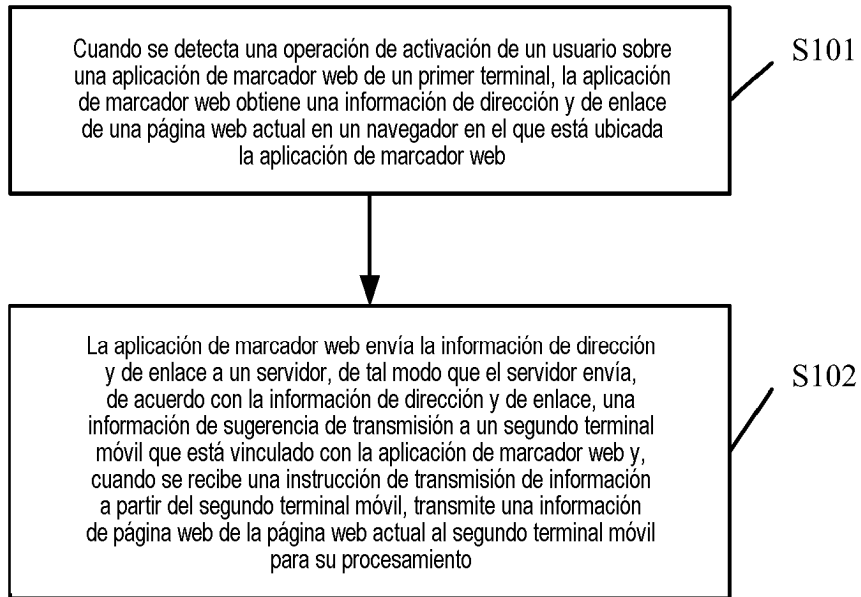 Cuando se detecta una operación de activación de un usuario sobre
una aplicación de marcador web de un primer terminal, la aplicación
de marcador web obtiene una información de dirección y de enlace
de una página web actual en un navegador en el que está ubicada
la aplicación de marcador web
S101
La aplicación de marcador web envía la información de dirección
y de enlace a un servidor, de tal modo que el servidor envía,
de acuerdo con la información de dirección y de enlace, una
información de sugerencia de transmisión a un segundo terminal
móvil que está vinculado con la aplicación de marcador web y,
cuando se recibe una instrucción de transmisión de información
a partir del segundo terminal móvil, transmite una información
de página web de la página web actual al segundo terminal móvil
para su procesamiento
S102